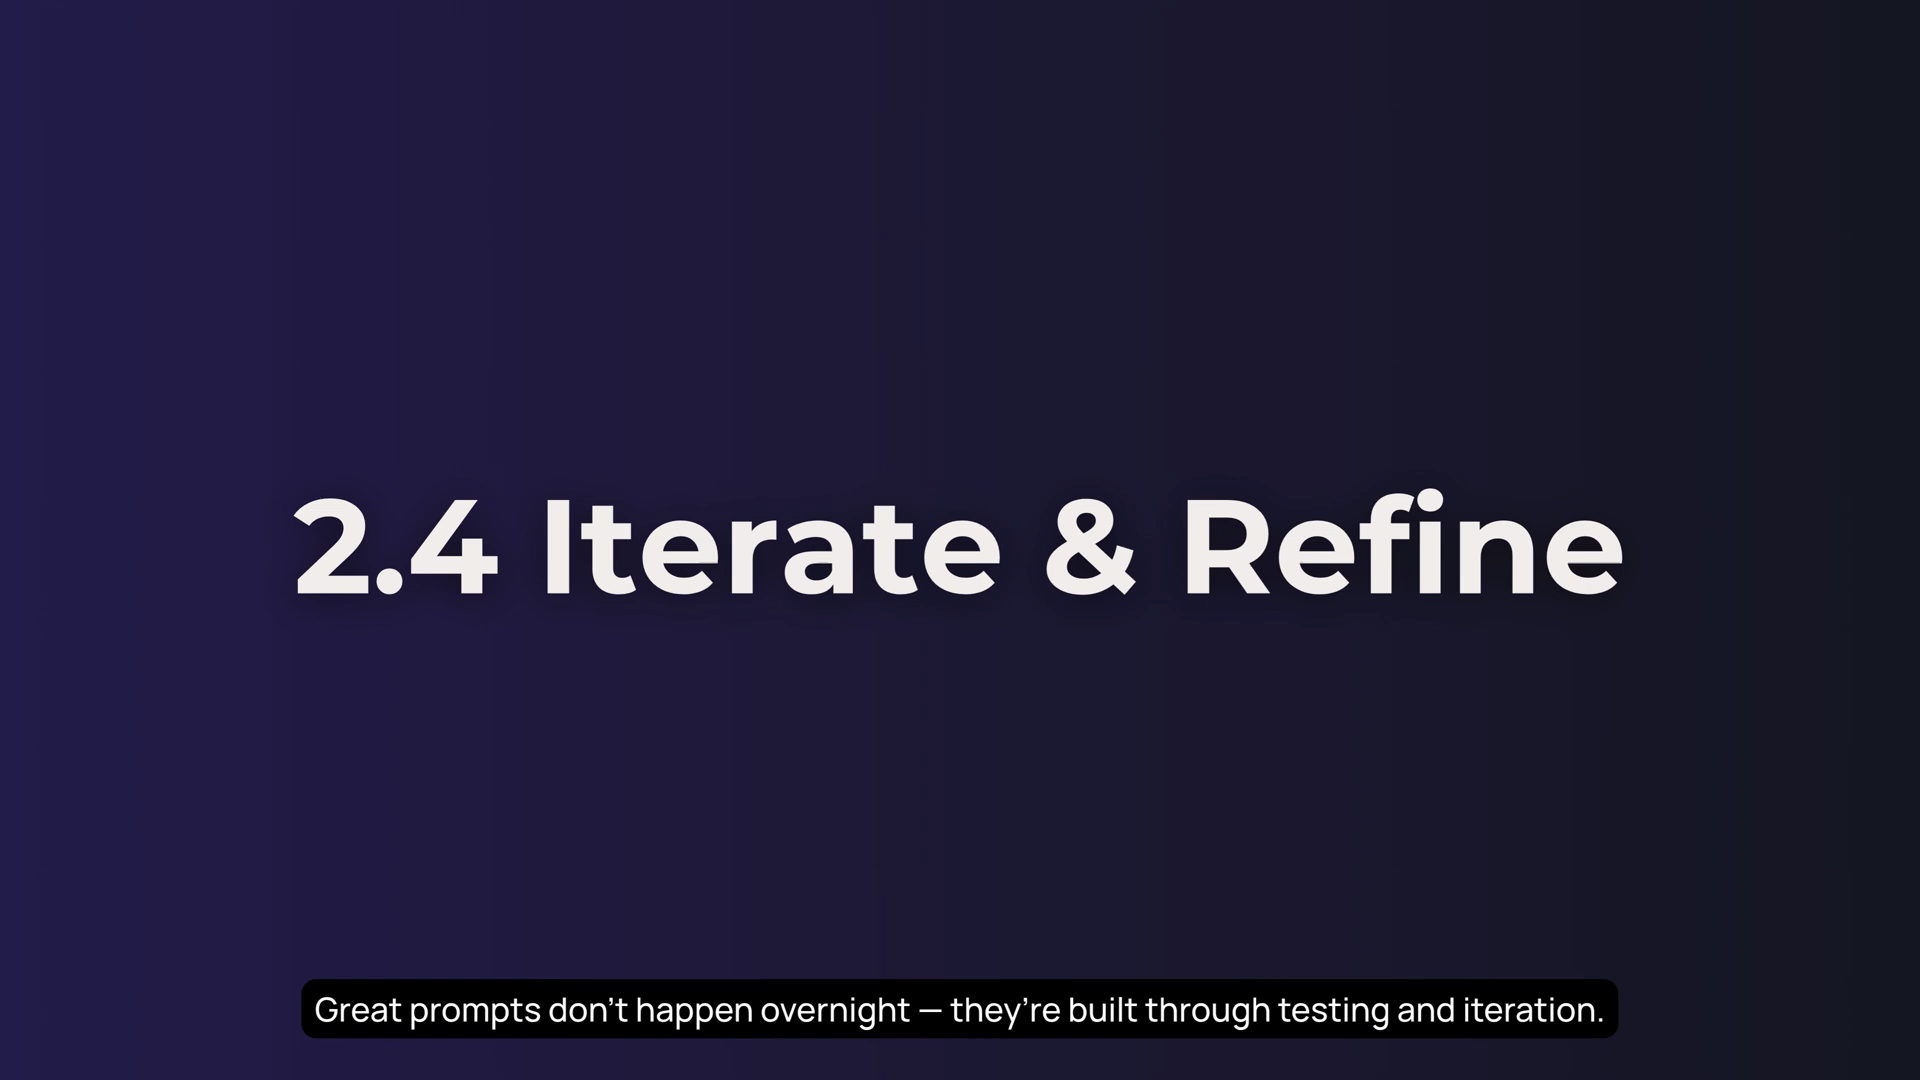 2.4 Iterate & Refine
Great prompts don’t happen overnight — they’re built through testing and iteration.